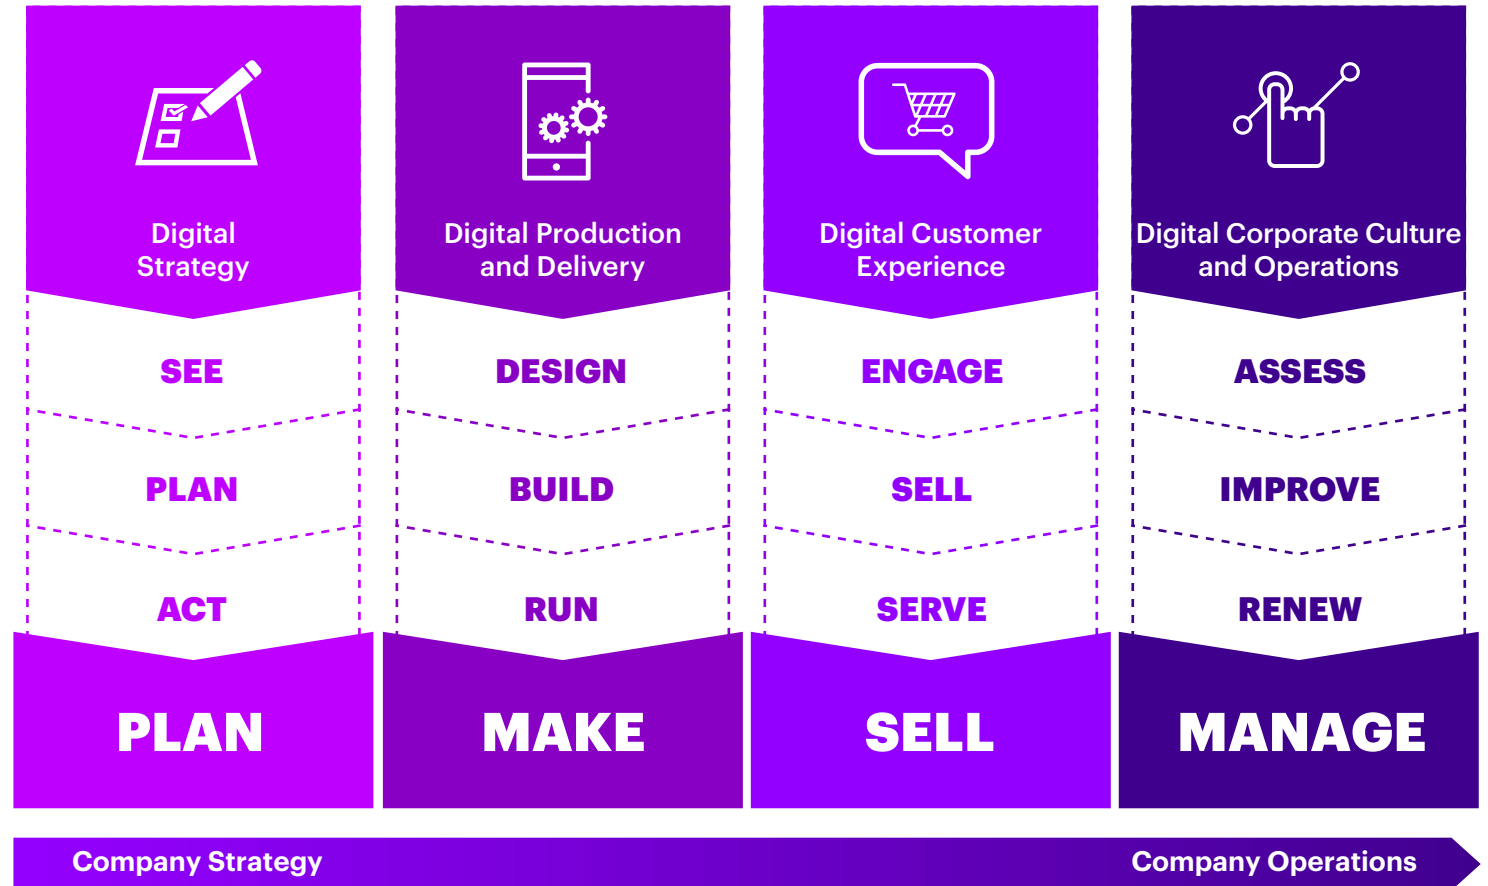 Digital
Strategy
SEE
PLAN
ACT
PLAN
Digital Production
and Delivery
DESIGN
BUILD
RUN
MAKE
Digital Customer
Experience
ENGAGE
SELL
SERVE
SELL
Digital Corporate Culture
and Operations
ASSESS
IMPROVE
RENEW
MANAGE
Company Strategy
Company Operations